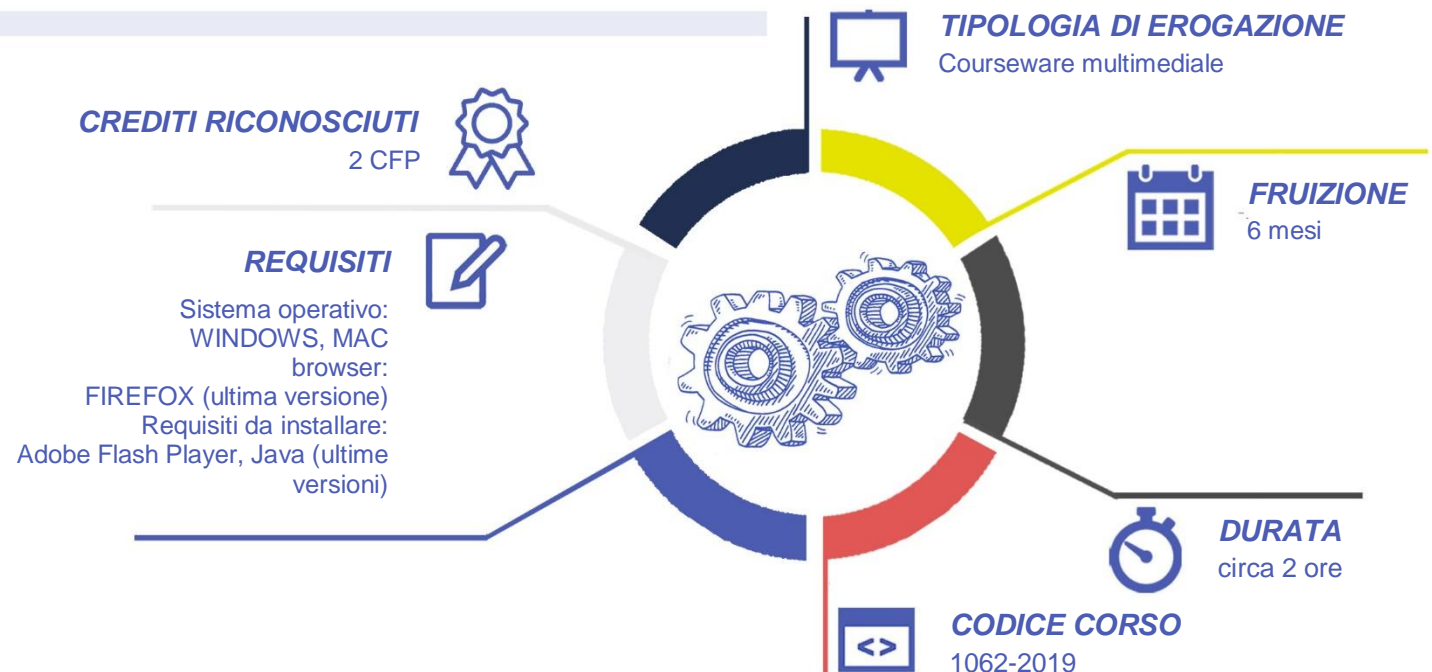 TIPOLOGIA DI EROGAZIONE
Courseware multimediale
CREDITI RICONOSCIUTI
2 CFP
FRUIZIONE
6 mesi
REQUISITI
Sistema operativo:
WINDOWS, MAC
browser:
FIREFOX (ultima versione)
Requisiti da installare:
Adobe Flash Player, Java (ultime
versioni)
DURATA
circa 2 ore
<>
CODICE CORSO
1062-2019